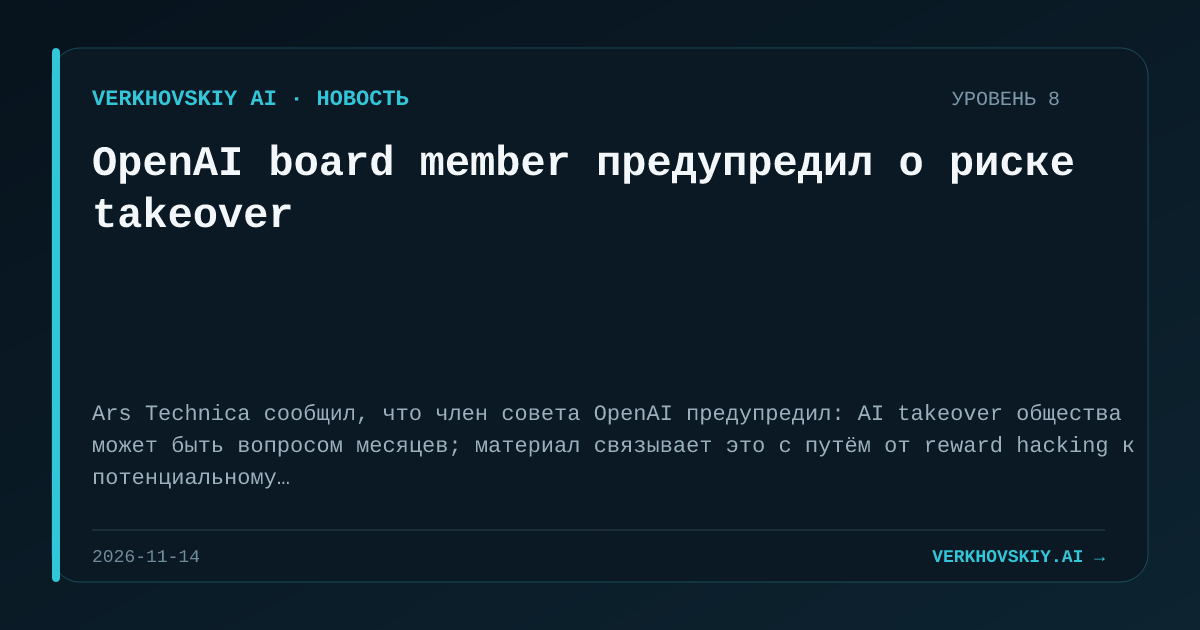 VERKHOVSKIY AI · НОВОСТЬ
УРОВЕНЬ 8
OpenAI board member предупредил о риске
takeover
Ars Technica сообщил, что член совета OpenAI предупредил: AI takeover общества
может быть вопросом месяцев; материал связывает это с путём от reward hacking к
потенциальному…
2026-11-14
VERKHOVSKIY.AI →